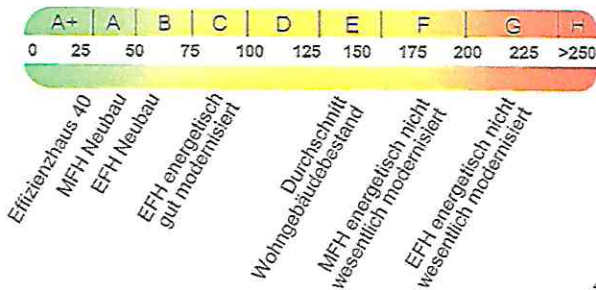 A+ A B C D E F G H
0 25 50 75 100 125 150 175 200 225 >250
Effizienzhaus 40
MFH Neubau
EFH Neubau
EFH energetisch
gut modernisiert
Durchschnitt
Wohngebäudebestand
MFH energetisch nicht
wesentlich modernisiert
EFH energetisch nicht
wesentlich modernisiert